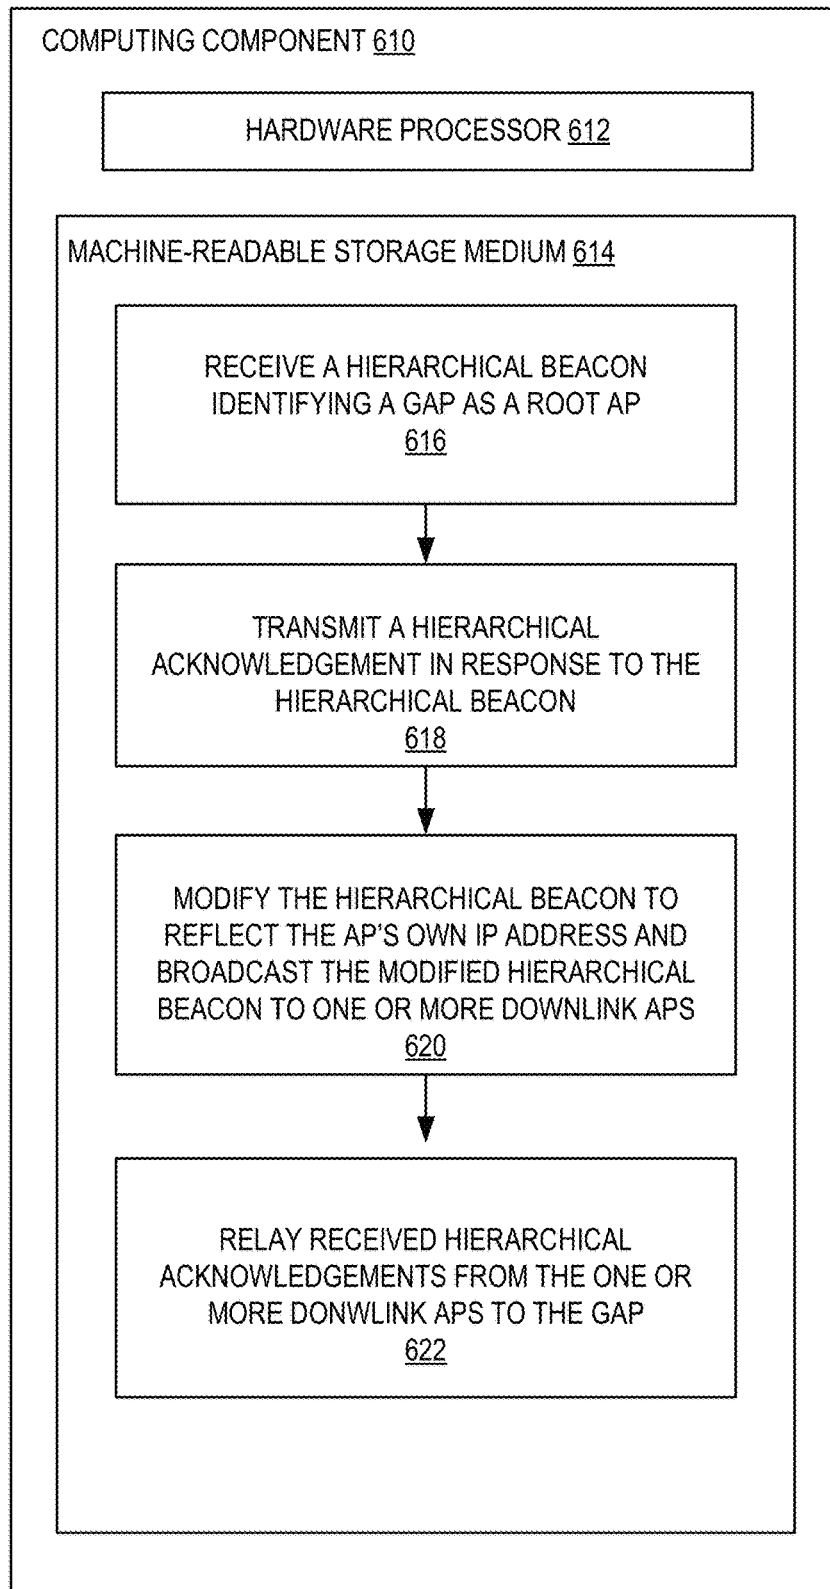 COMPUTING COMPONENT 610
HARDWARE PROCESSOR 612
MACHINE-READABLE STORAGE MEDIUM 614
RECEIVE A HIERARCHICAL BEACON
IDENTIFYING A GAP AS A ROOT AP
616
TRANSMIT A HIERARCHICAL
ACKNOWLEDGEMENT IN RESPONSE TO THE
HIERARCHICAL BEACON
618
MODIFY THE HIERARCHICAL BEACON TO
REFLECT THE AP'S OWN IP ADDRESS AND
BROADCAST THE MODIFIED HIERARCHICAL
BEACON TO ONE OR MORE DOWNLINK APS
620
RELAY RECEIVED HIERARCHICAL
ACKNOWLEDGEMENTS FROM THE ONE OR
MORE DONWLINK APS TO THE GAP
622